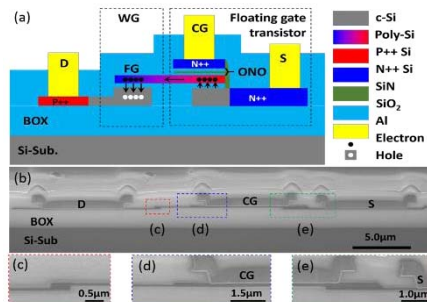 (a)
WG
Floating gate
transistor
CG
D
FG
N++
ONO
S
P++
N++
BOX
Si-Sub.
c-Si
Poly-Si
P++ Si
N++ Si
SiN
SiO2
Al
Electron
Hole
(b)
D
CG
S
(c)
(d)
(e)
BOX
Si-Sub
5.0μm
(c)
0.5μm
(d)
CG
1.5μm
(e)
S
1.0μm